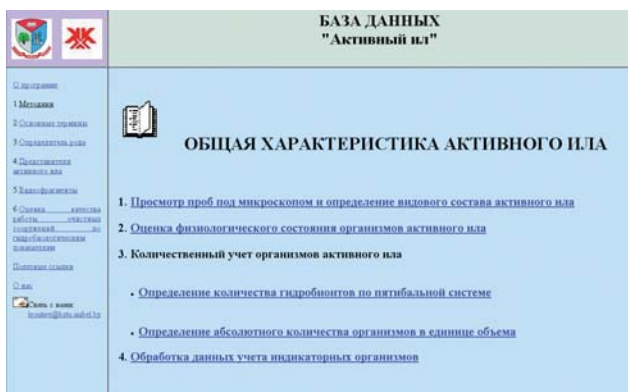 БАЗА ДАННЫХ
"Активный ил"
О программе
1 Методика
2 Основные термины
3 Определитель рода
4 Представители
активного ила
5 Видеофрагменты
6 Оценка качества
работы очистных
сооружений по
гидробиологическим
показателям
Полезные ссылки
О нас
Связь с нами:
ОБЩАЯ ХАРАКТЕРИСТИКА АКТИВНОГО ИЛА
1. Просмотр проб под микроскопом и определение видового состава активного ила
2. Оценка физиологического состояния организмов активного ила
3. Количественный учет организмов активного ила
• Определение количества гидробионтов по пятибальной системе
• Определение абсолютного количества организмов в единице объема
4. Обработка данных учета индикаторных организмов